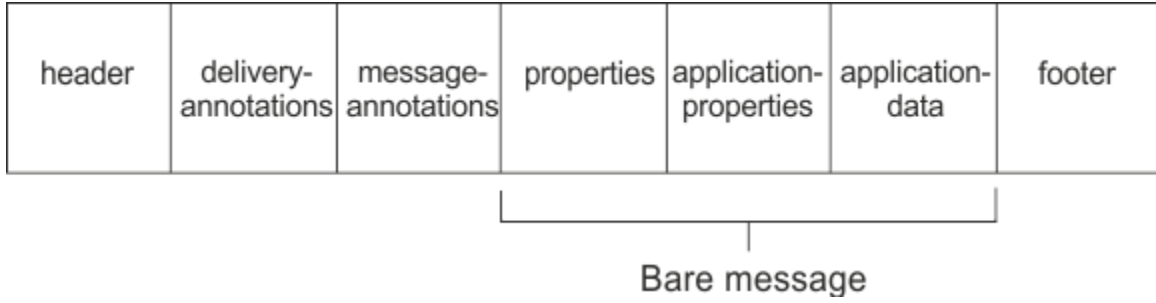 header
delivery-
annotations
message-
annotations
properties
application-
properties
application-
data
footer
Bare message